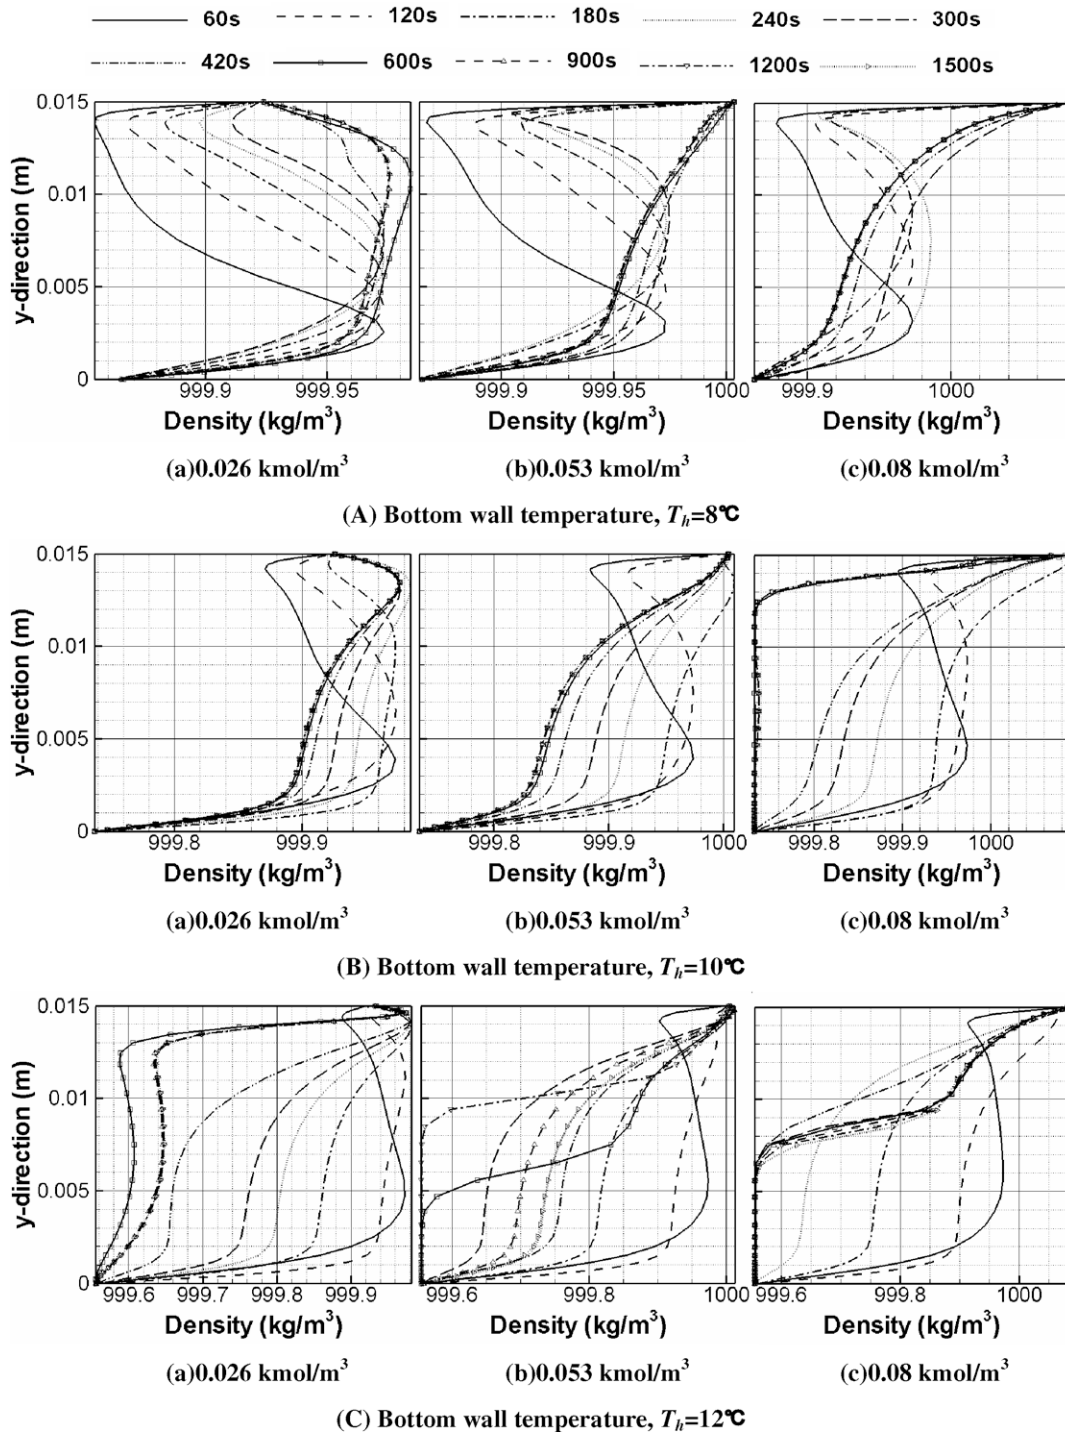 60s 120s 180s 240s 300s
420s 600s 900s 1200s 1500s
y-direction (m)
0.015
0.01
0.005
0
999.9 999.95
Density (kg/m³)
(a)0.026 kmol/m³
999.9 999.95 1000
Density (kg/m³)
(b)0.053 kmol/m³
999.9 1000
Density (kg/m³)
(c)0.08 kmol/m³
(A) Bottom wall temperature, Tₕ=8℃
y-direction (m)
0.015
0.01
0.005
0
999.8 999.9
Density (kg/m³)
(a)0.026 kmol/m³
999.8 999.9 1000
Density (kg/m³)
(b)0.053 kmol/m³
999.8 999.9 1000
Density (kg/m³)
(c)0.08 kmol/m³
(B) Bottom wall temperature, Tₕ=10℃
y-direction (m)
0.015
0.01
0.005
0
999.6 999.7 999.8 999.9
Density (kg/m³)
(a)0.026 kmol/m³
999.6 999.8 1000
Density (kg/m³)
(b)0.053 kmol/m³
999.6 999.8 1000
Density (kg/m³)
(c)0.08 kmol/m³
(C) Bottom wall temperature, Tₕ=12℃